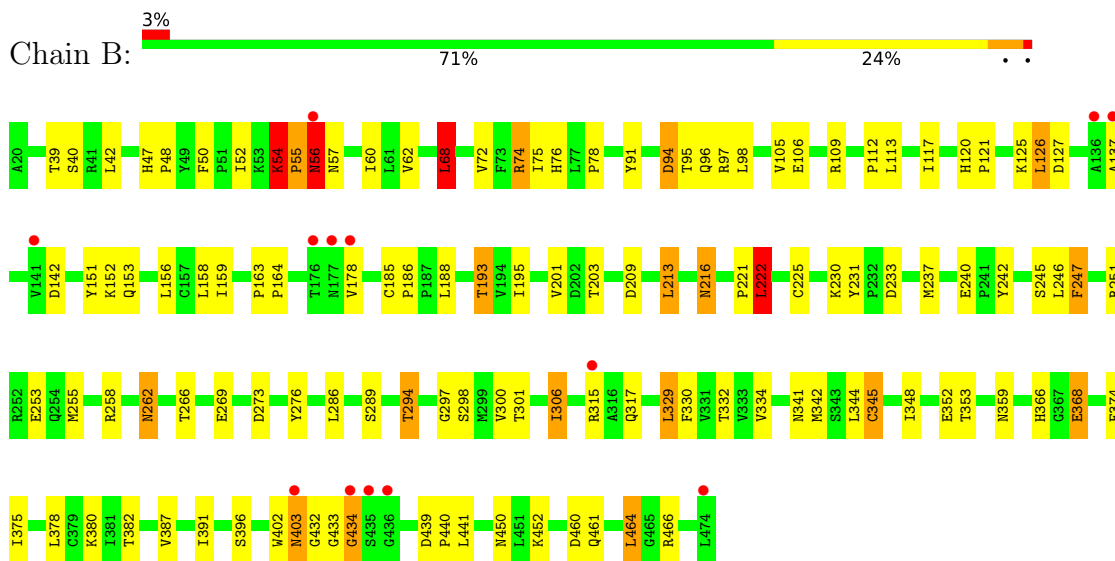 3%
Chain B:
71% 24% • •
A20 T39 S40 R41 L42 H47 P48 Y49 F50 P51 I52 K53 K54 P55 N56 N57 I60 L61 V62 L68 V72 F73 R74 I75 H76 L77 P78 Y91 D94 T95 Q96 R97 L98 V105 E106 R109 P112 L113 I117 H120 P121 K125 L126 D127 A136 A137
V141 D142 Y151 K152 Q153 L156 C157 L158 I159 P163 P164 T176 N177 V178 C185 P186 P187 L188 T193 V194 I195 V201 D202 T203 D209 L213 N216 P221 L222 C225 K230 Y231 P232 D233 M237 E240 P241 Y242 S245 L246 F247 R251
R252 E253 Q254 M255 R258 N262 T266 E269 D273 Y276 L286 S289 T294 G297 S298 M299 V300 T301 I306 R315 A316 Q317 L329 F330 V331 T332 V333 V334 N341 M342 S343 L344 C345 I348 E352 T353 N359 H366 G367 E368
I375 L378 C379 K380 I381 T382 V387 I391 S396 W402 N403 G432 G433 G434 S435 G436 D439 P440 L441 N450 L451 K452 D460 Q461 L464 G465 R466 L474